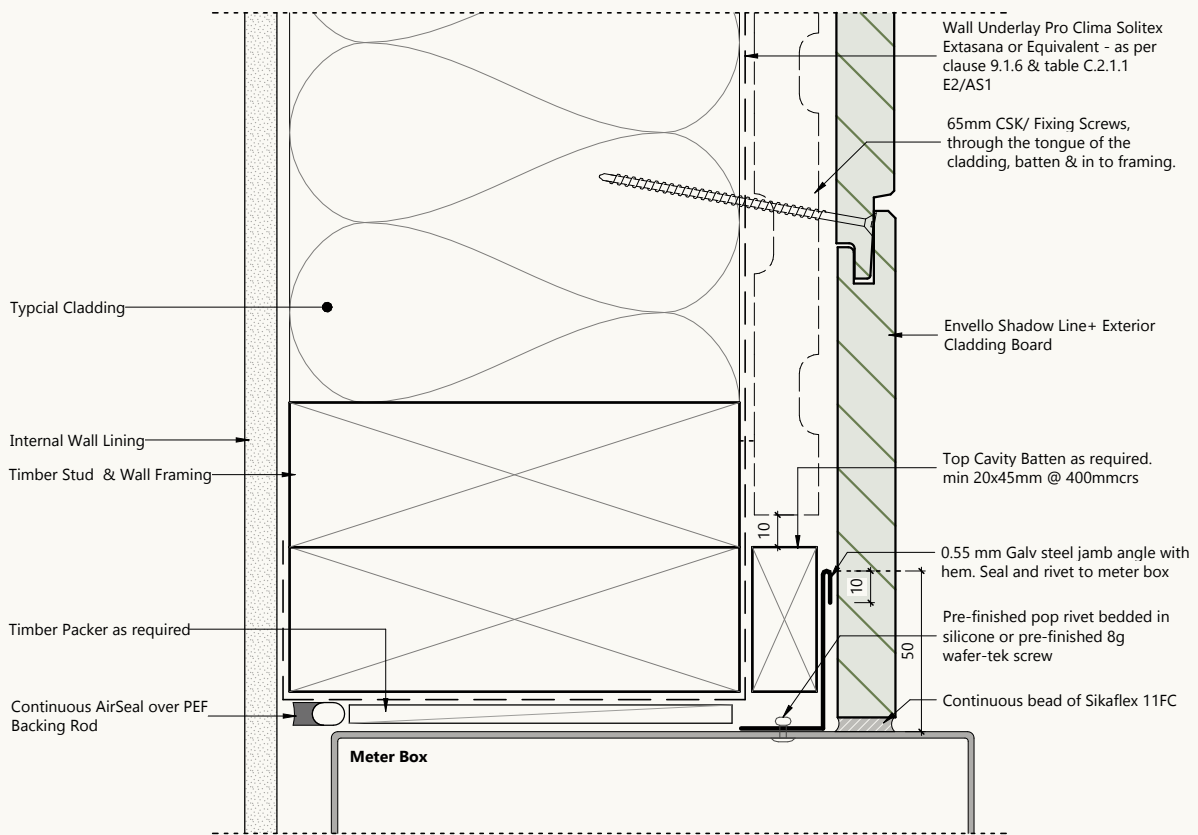 Wall Underlay Pro Clima Solitex
Extasana or Equivalent - as per
clause 9.1.6 & table C.2.1.1
E2/AS1
65mm CSK/ Fixing Screws,
through the tongue of the
cladding, batten & in to framing.
Typcial Cladding
Envello Shadow Line+ Exterior
Cladding Board
Internal Wall Lining
Timber Stud & Wall Framing
Top Cavity Batten as required.
min 20x45mm @ 400mmcrs
10
0.55 mm Galv steel jamb angle with
hem. Seal and rivet to meter box
10
50
Timber Packer as required
Pre-finished pop rivet bedded in
silicone or pre-finished 8g
wafer-tek screw
Continuous AirSeal over PEF
Backing Rod
Continuous bead of Sikaflex 11FC
Meter Box